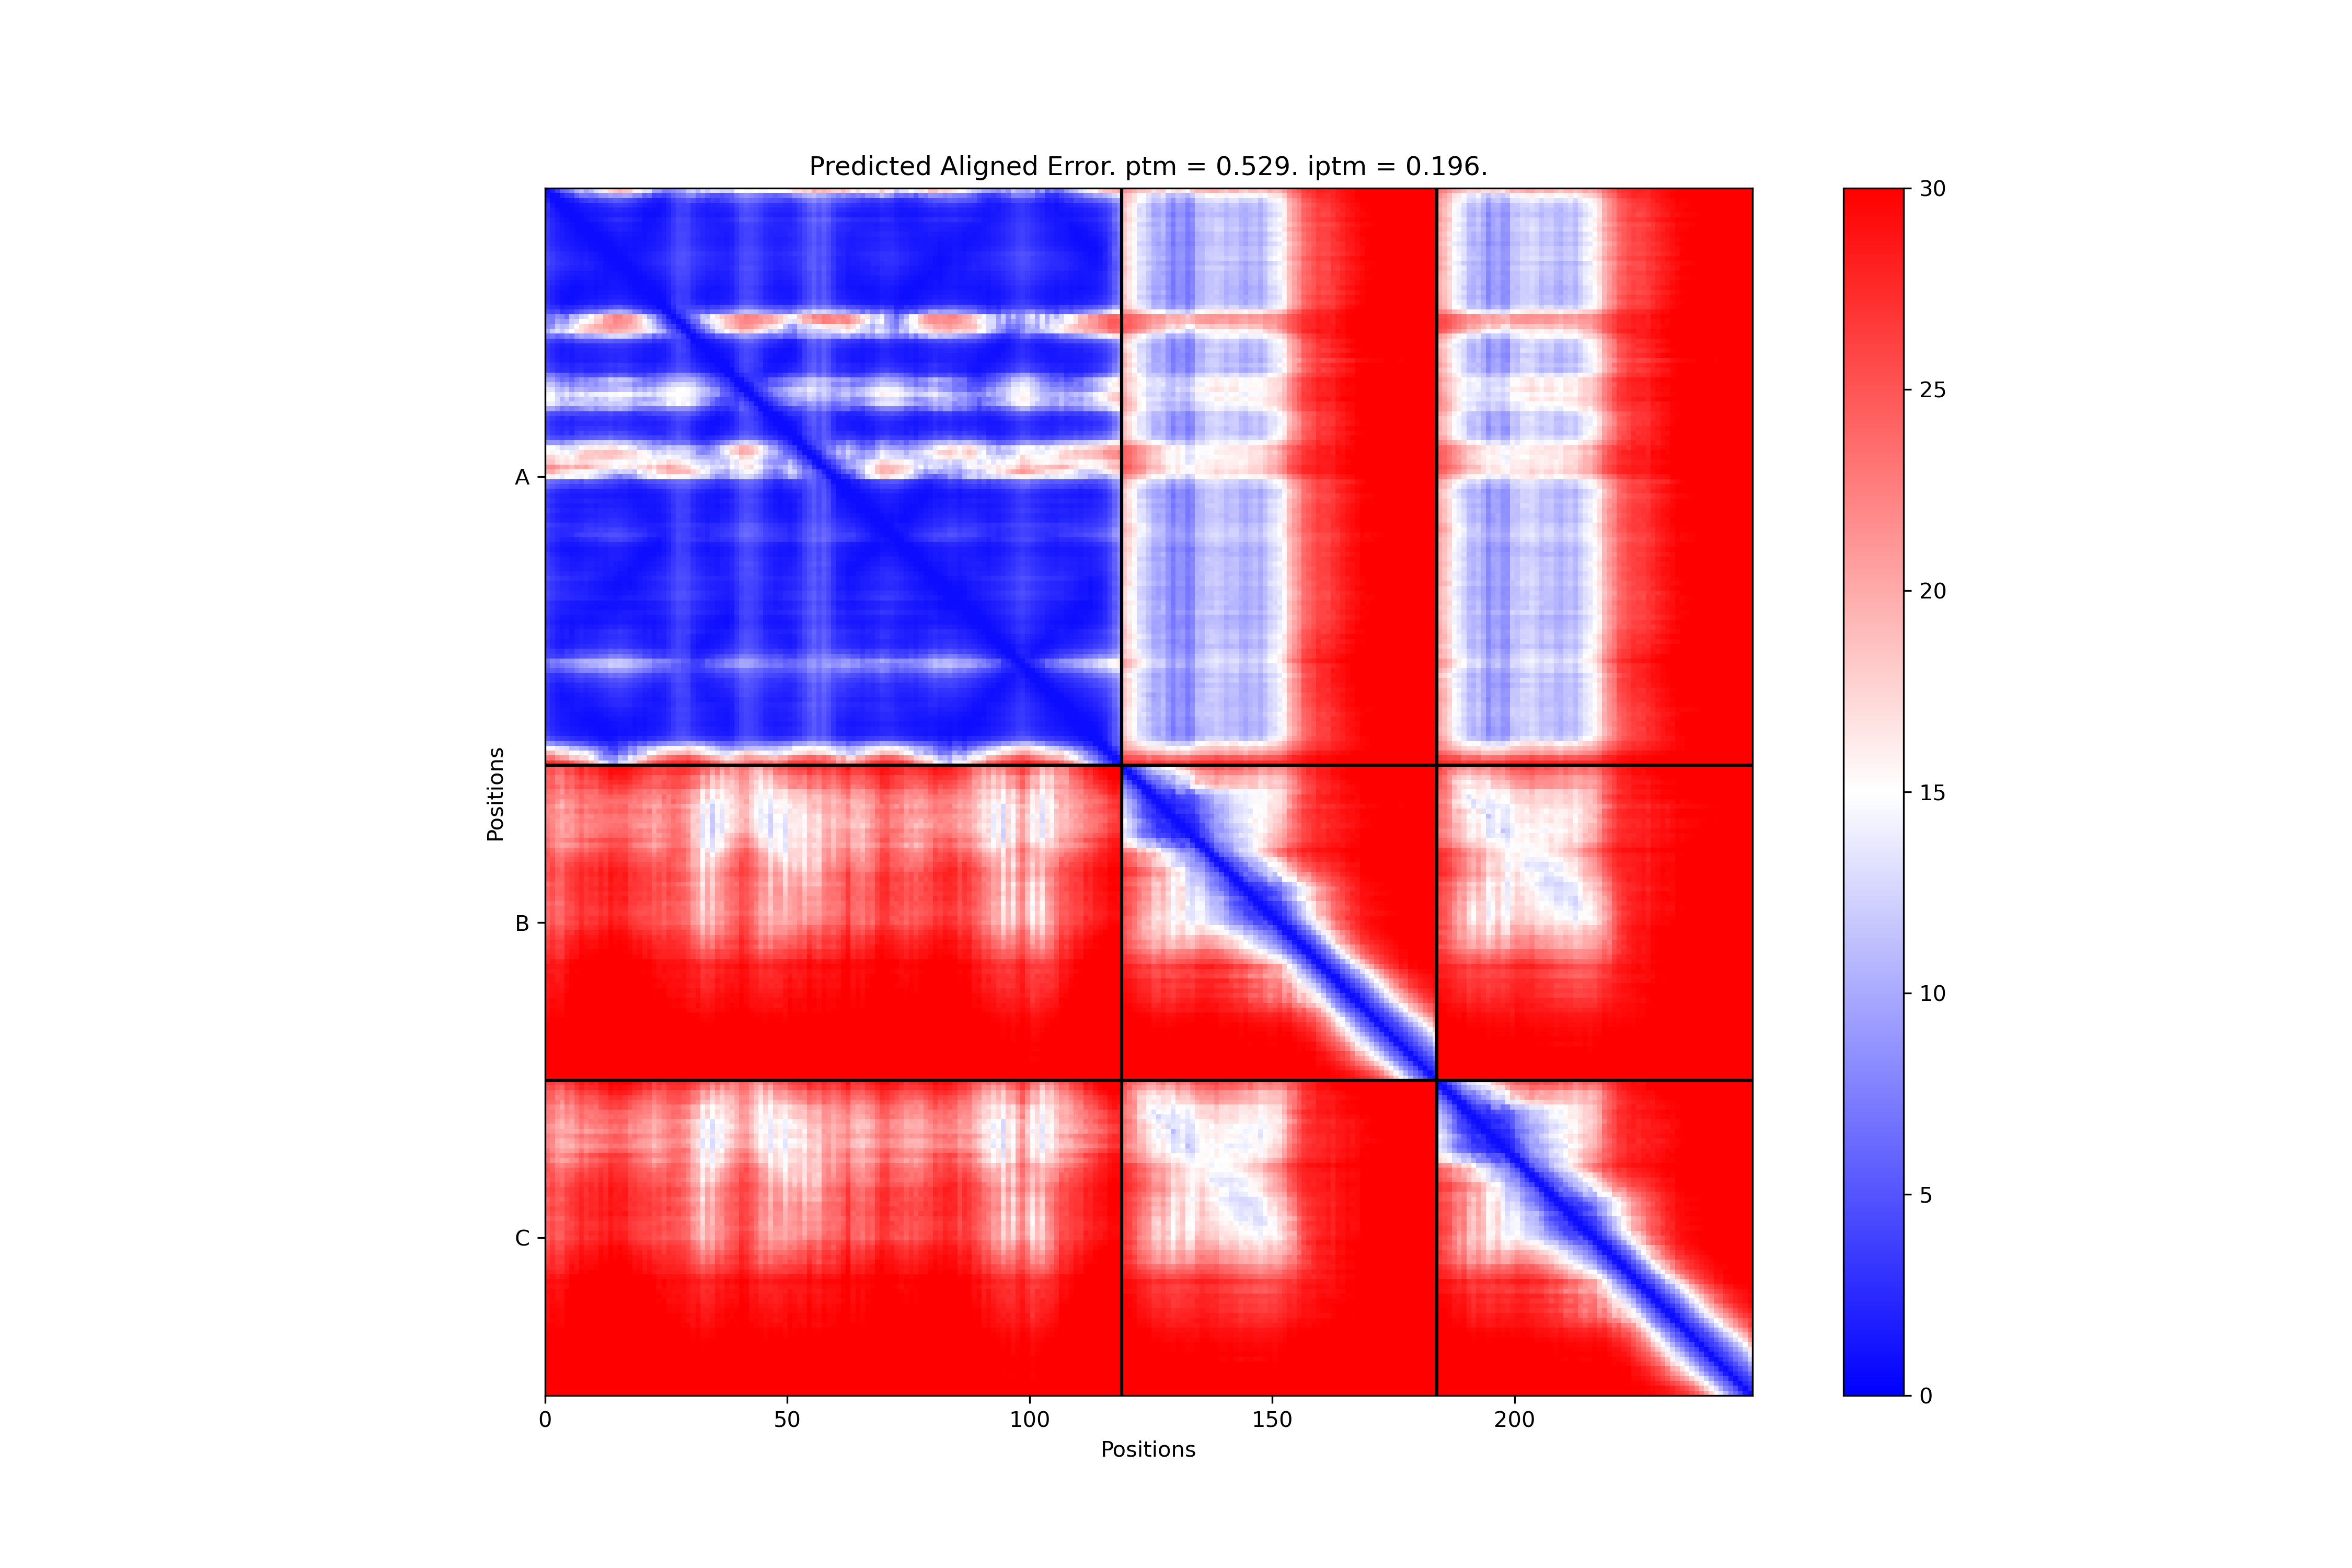 Predicted Aligned Error. ptm = 0.529. iptm = 0.196.
A
B
C
Positions
0
50
100
150
200
Positions
30
25
20
15
10
5
0